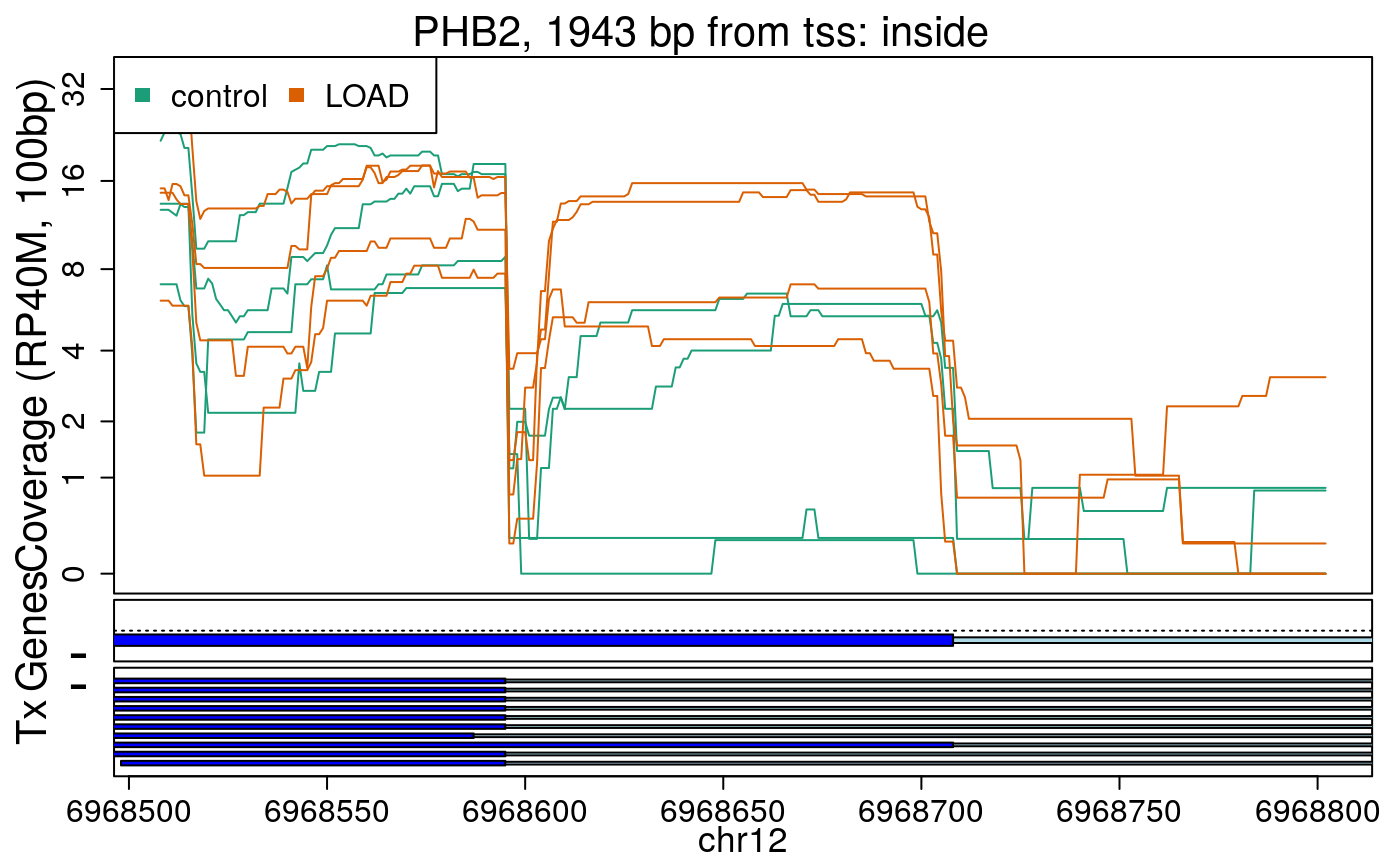 PHB2, 1943 bp from tss: inside
control LOAD
Coverage (RP40M, 100bp)
32
16
8
4
2
1
0
Genes
-
Tx
-
6968500 6968550 6968600 6968650 6968700 6968750 6968800
chr12